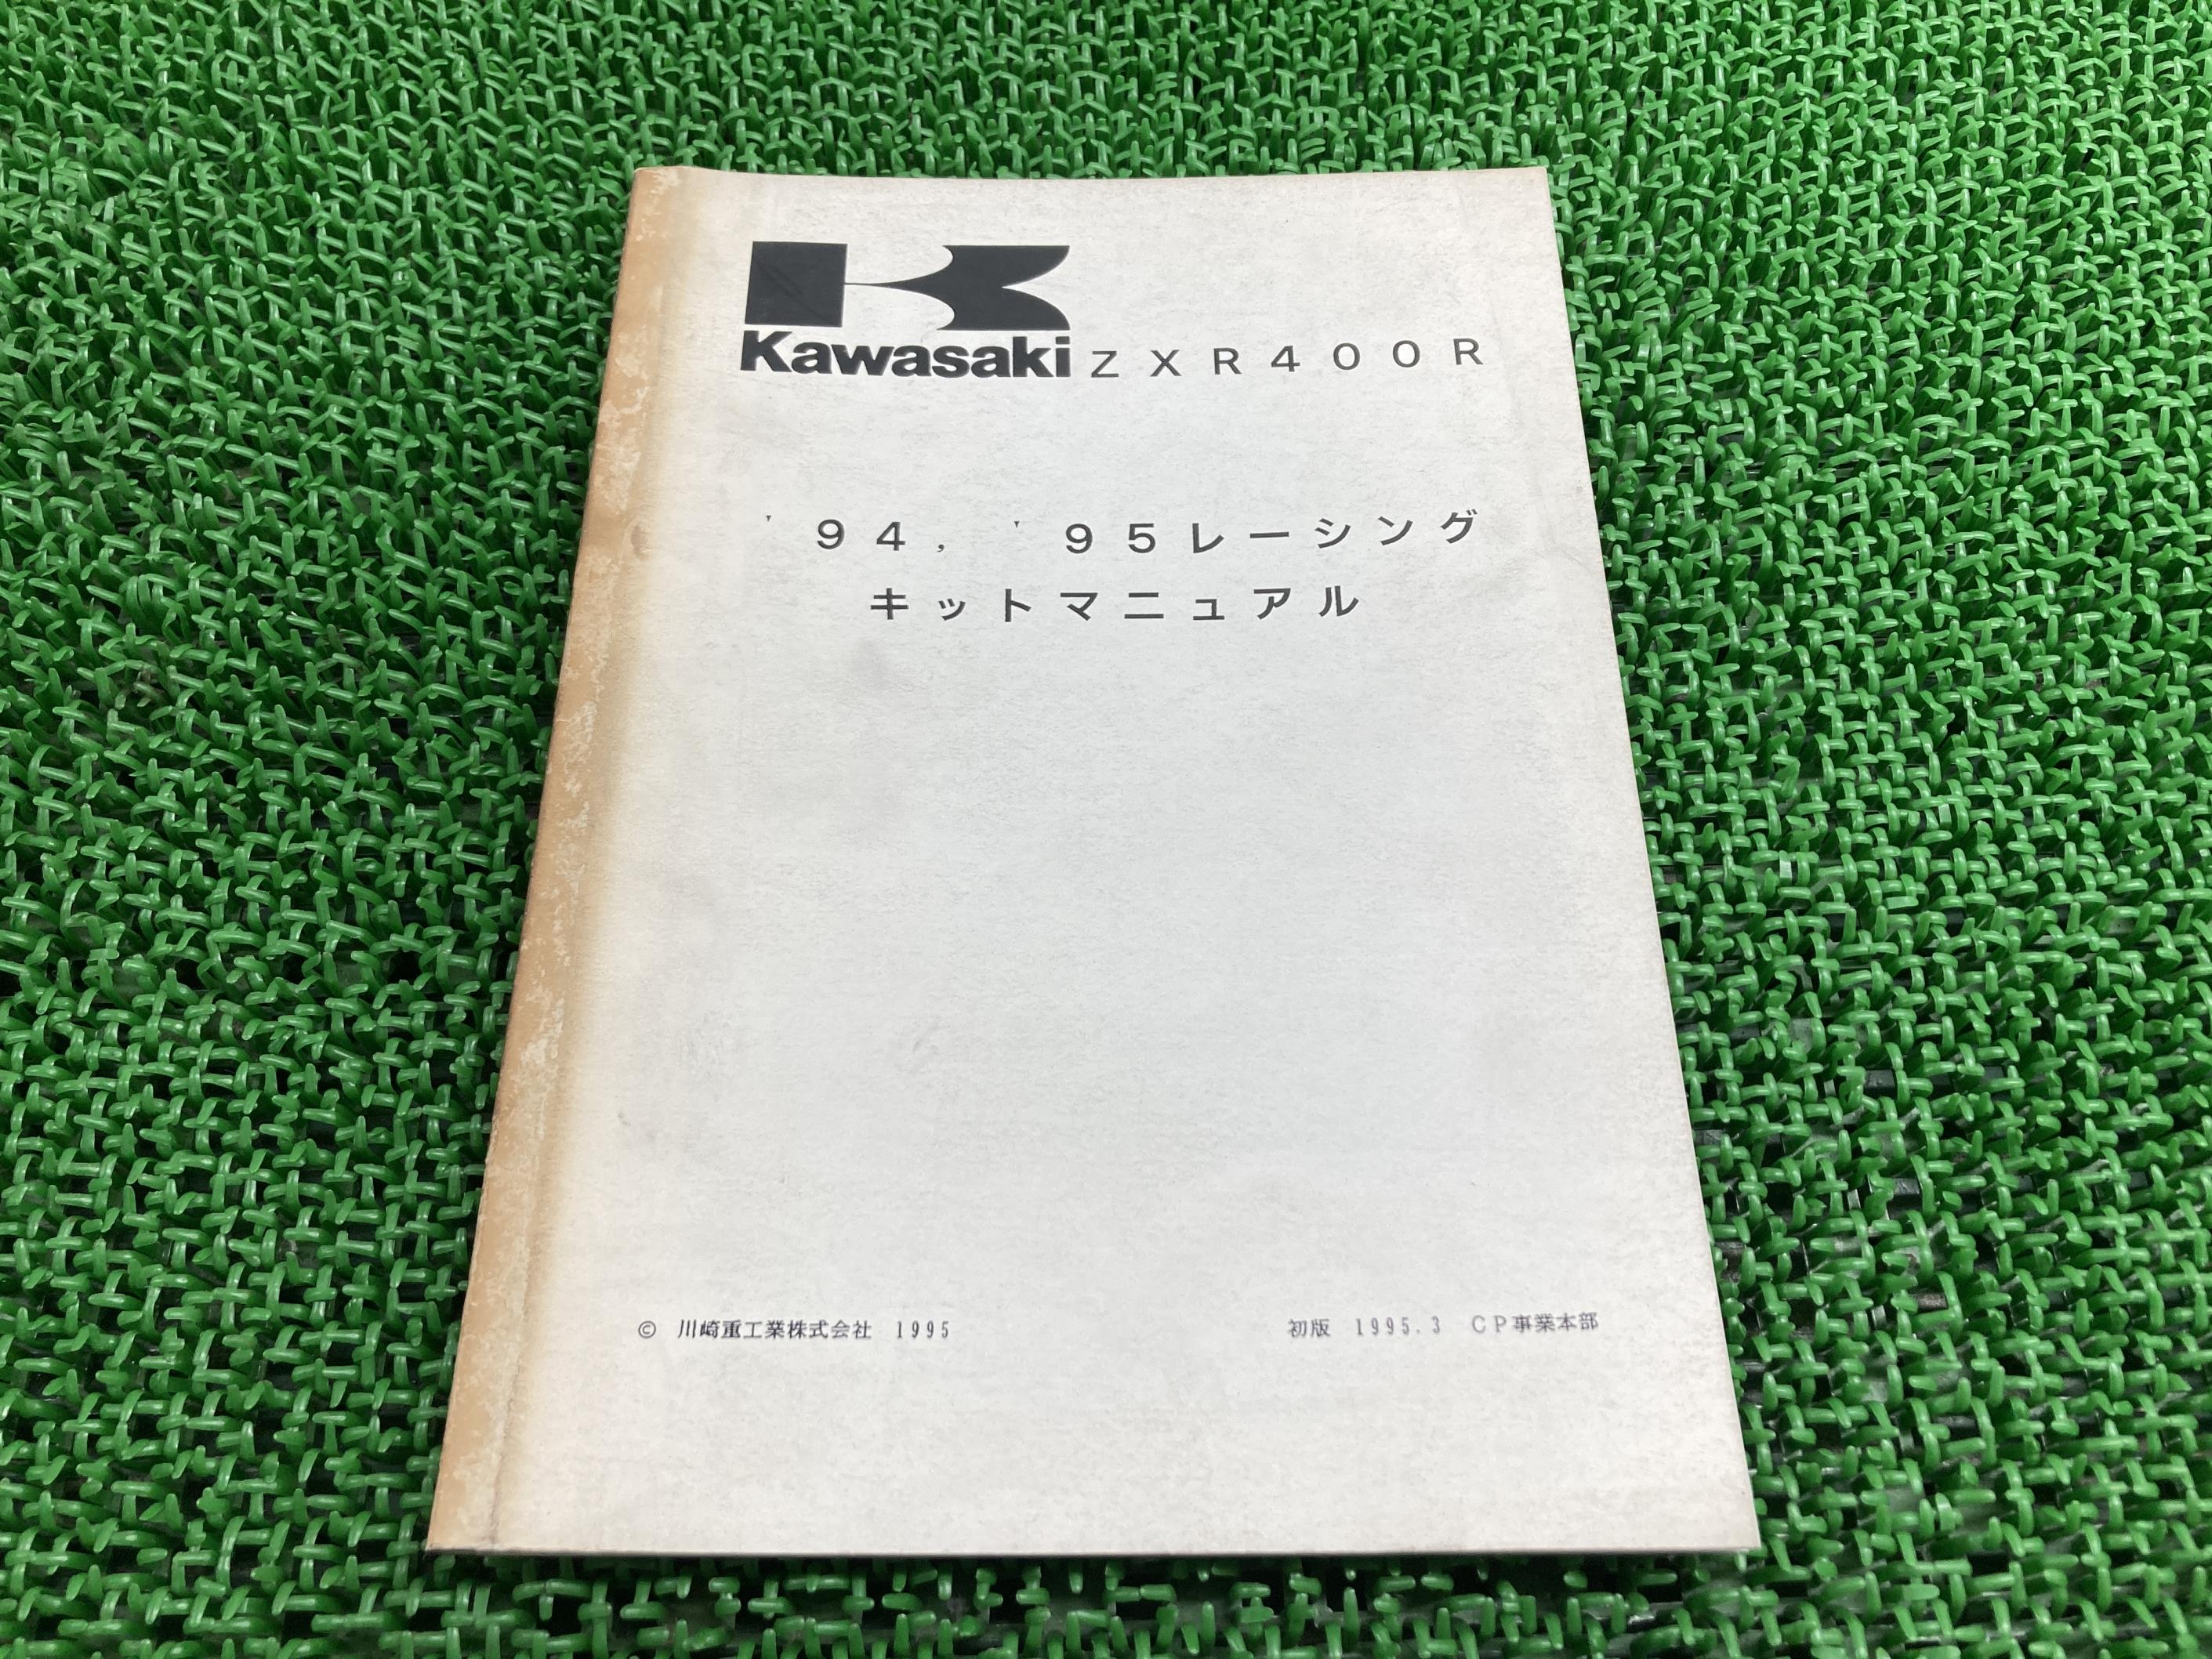 Kawasaki ZXR400R
'94, '95レーシング
キットマニュアル
© 川崎重工業株式会社 1995
初版 1995.3 CP事業本部